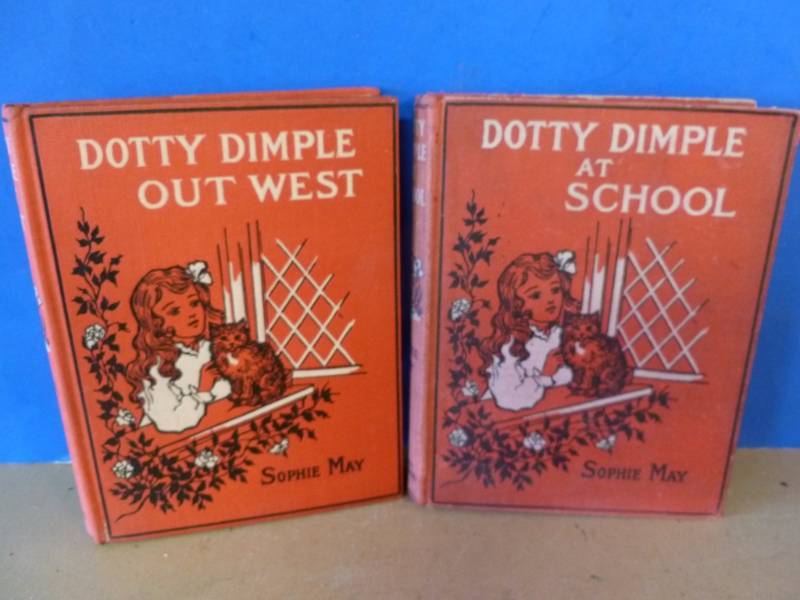 DOTTY DIMPLE
OUT WEST
SOPHIE MAY
DOTTY DIMPLE
AT
SCHOOL
SOPHIE MAY